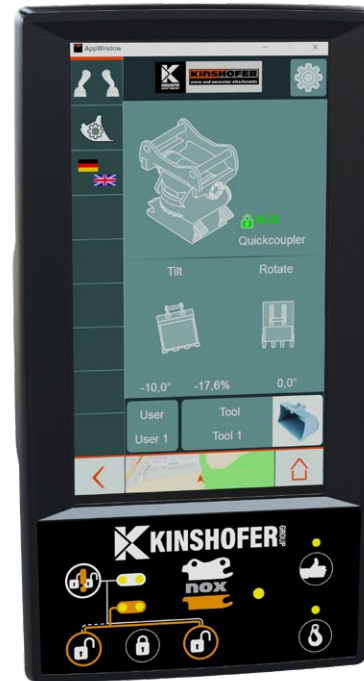 AppWindow
KINSHOFER
crane and excavator attachments
Quickcoupler
Tilt Rotate
-10,0° -17,6% 0,0°
User Tool
User 1 Tool 1
KINSHOFER GROUP
nox